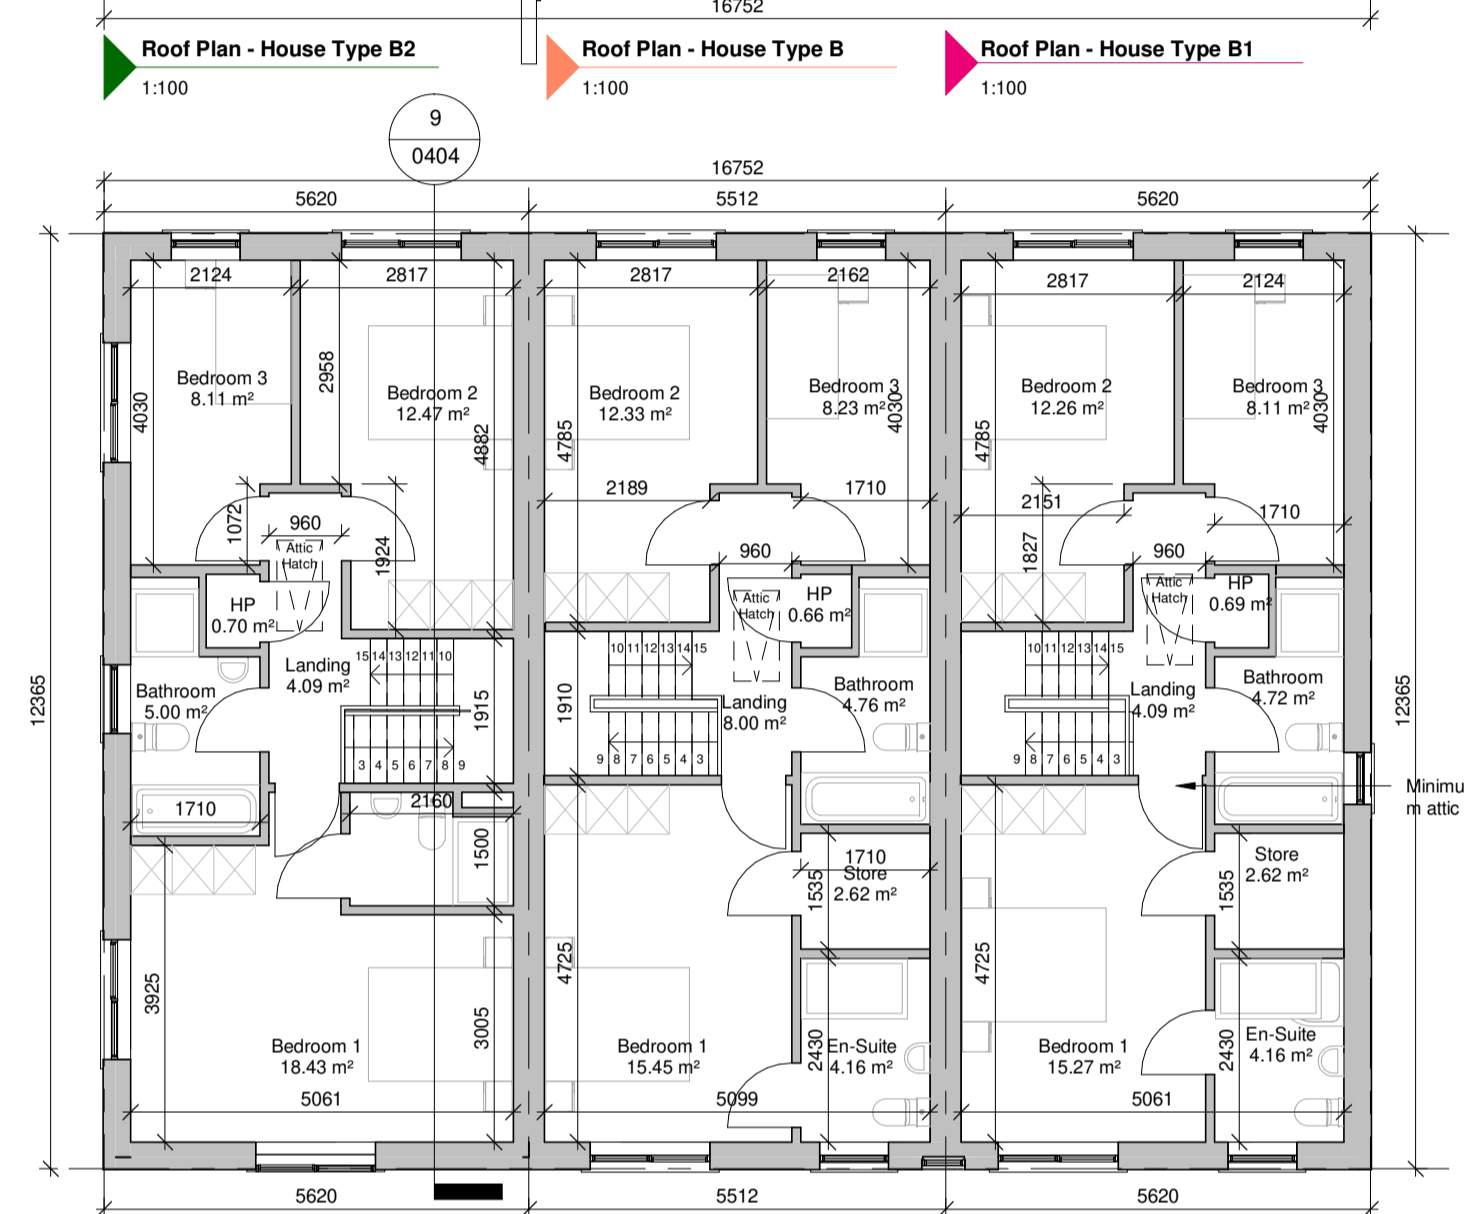 16752
Roof Plan - House Type B2
1:100
Roof Plan - House Type B
1:100
Roof Plan - House Type B1
1:100
9
0404
16752
5620
5512
5620
2124
2817
2817
2162
2817
2124
4030
2958
4882
4785
4030
4785
4030
Bedroom 3
8.11 m²
Bedroom 2
12.47 m²
Bedroom 2
12.33 m²
Bedroom 3
8.23 m²
Bedroom 2
12.26 m²
Bedroom 3
8.11 m²
2189
1710
2151
1710
1072
960
1924
960
1827
960
Attic
Hatch
Attic
Hatch
Attic
Hatch
HP
0.70 m²
HP
0.66 m²
HP
0.69 m²
Landing
4.09 m²
15 14 13 12 11 10
10 11 12 13 14 15
10 11 12 13 14 15
Bathroom
5.00 m²
1915
1910
Landing
8.00 m²
Bathroom
4.76 m²
Landing
4.09 m²
Bathroom
4.72 m²
12365
12365
3 4 5 6 7 8 9
9 8 7 6 5 4 3
9 8 7 6 5 4 3
Minimu
m attic
1710
2160
1500
1710
Store
2.62 m²
1535
Store
2.62 m²
1535
3925
3005
4725
2430
4725
2430
Bedroom 1
18.43 m²
Bedroom 1
15.45 m²
En-Suite
4.16 m²
Bedroom 1
15.27 m²
En-Suite
4.16 m²
5061
5099
5061
5620
5512
5620